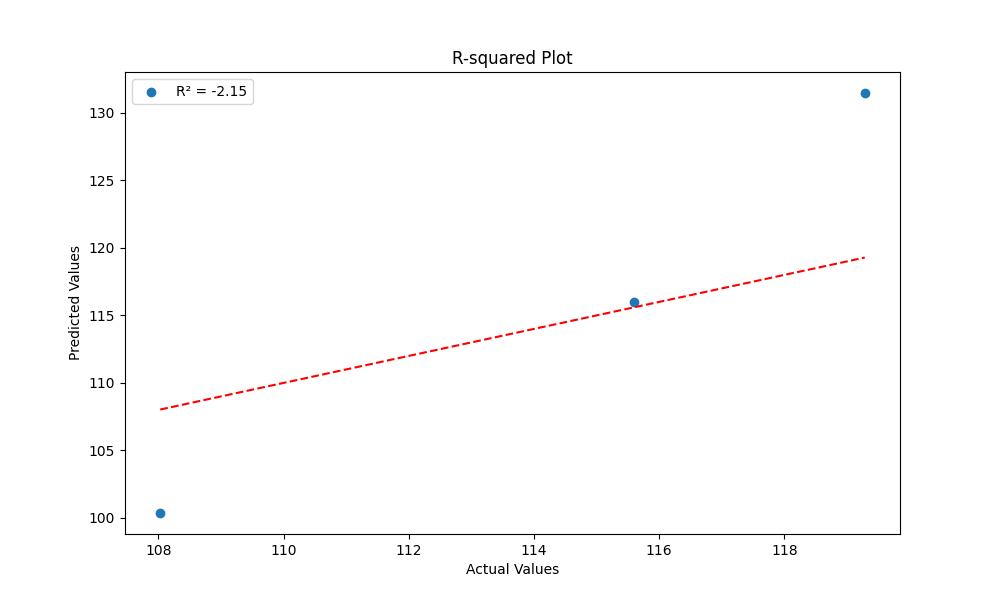 R-squared Plot
R² = -2.15
Predicted Values
130
125
120
115
110
105
100
108 110 112 114 116 118
Actual Values